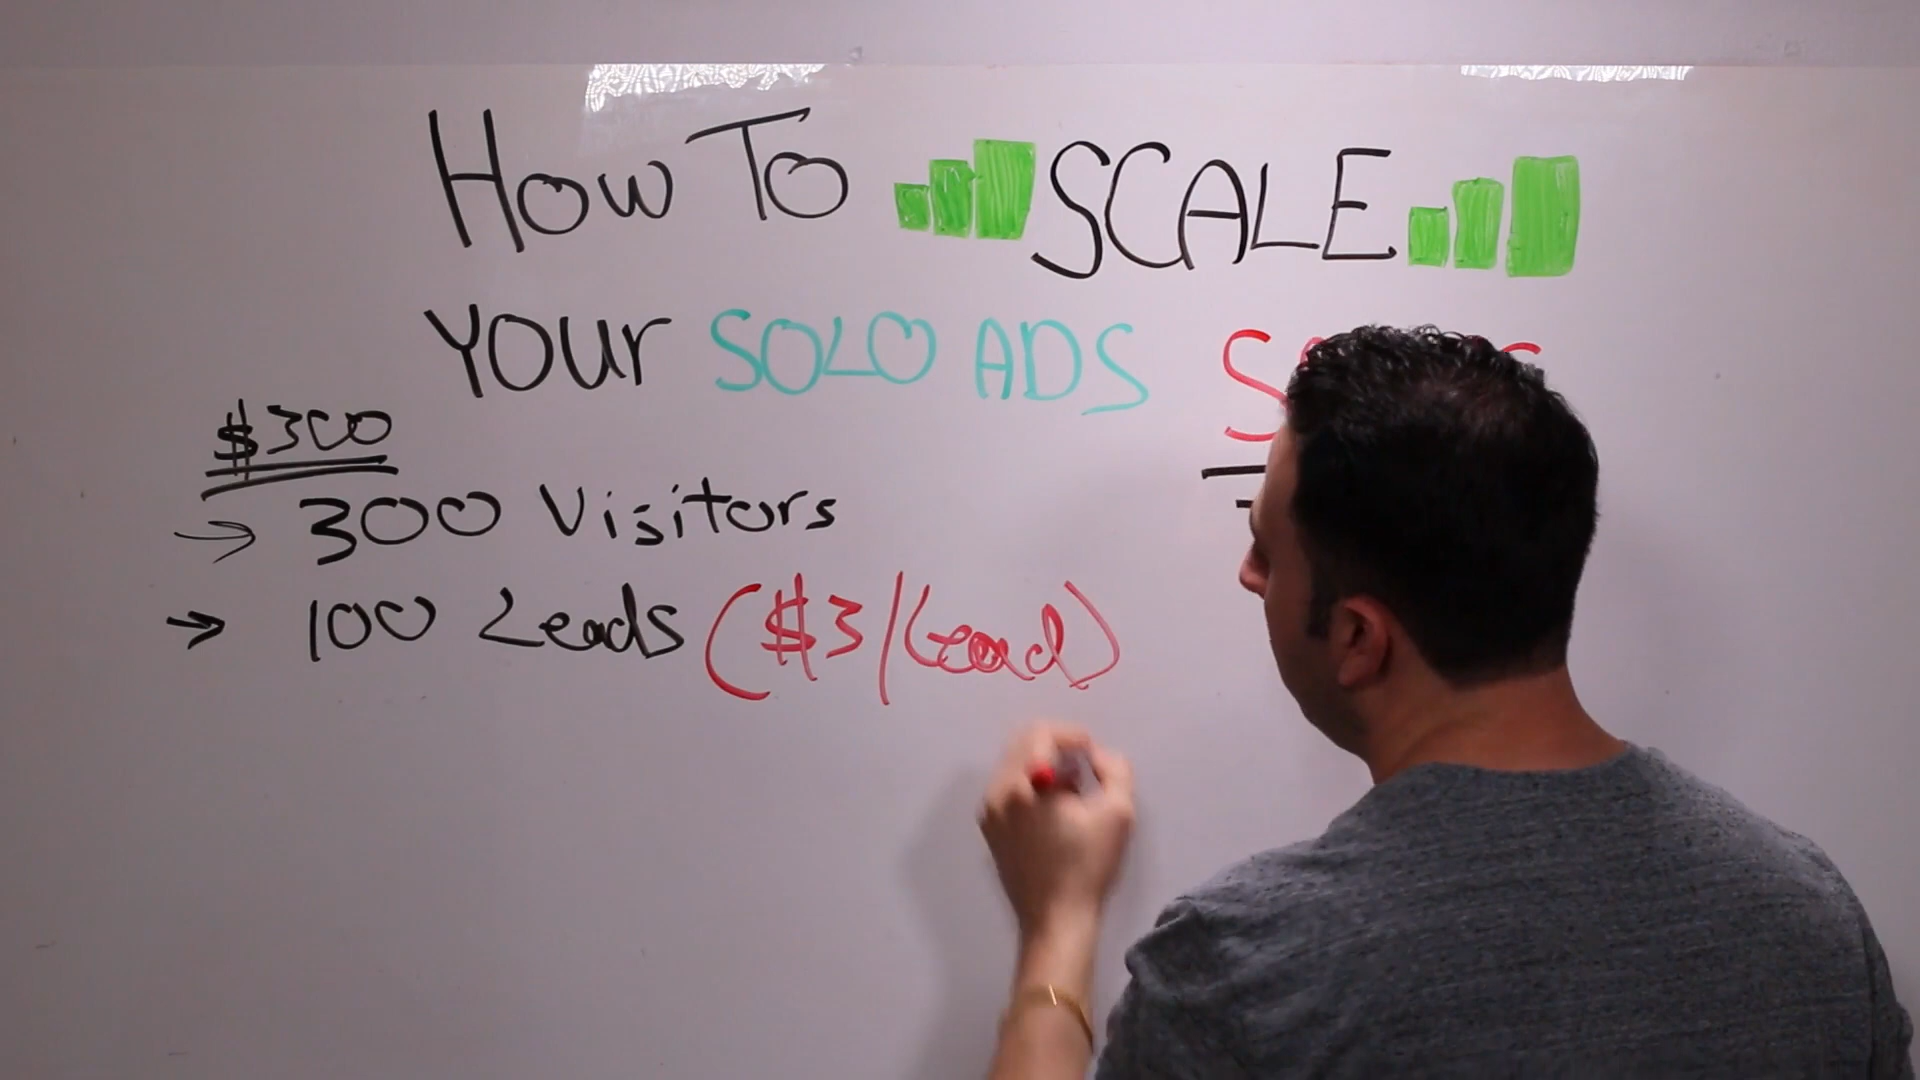 How To SCALE
Your SOLO ADS
$300
→ 300 Visitors
→ 100 Leads ($3/Lead)